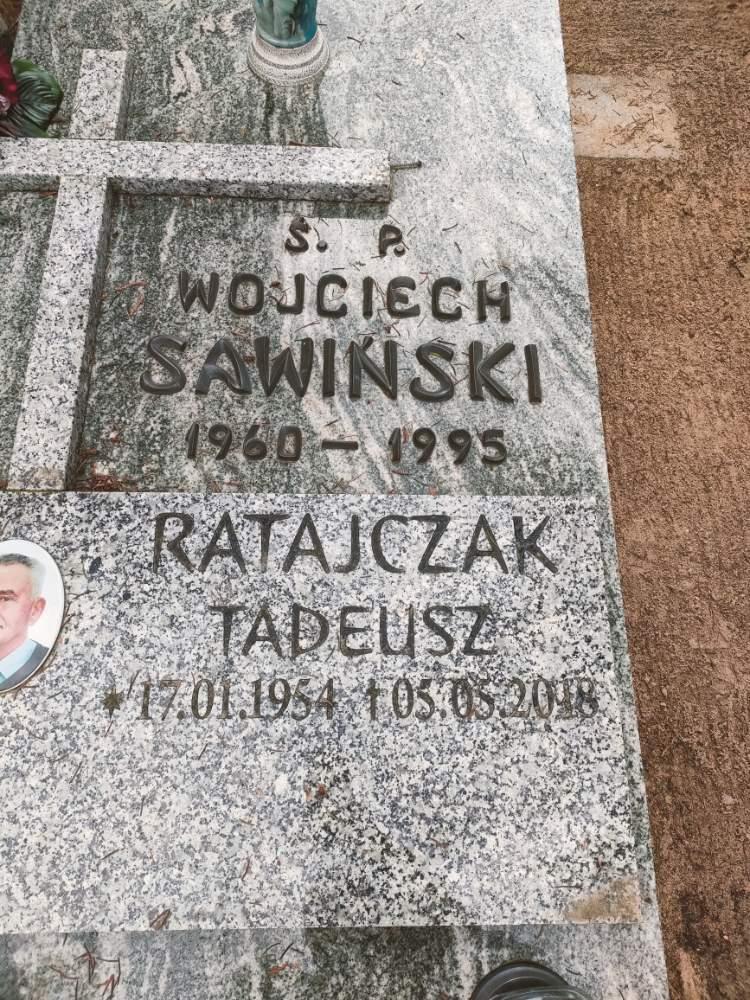 Ś. P.
WOJCIECH
SAWIŃSKI
1960 – 1995
RATAJCZAK
TADEUSZ
* 17.01.1954 † 05.05.2018